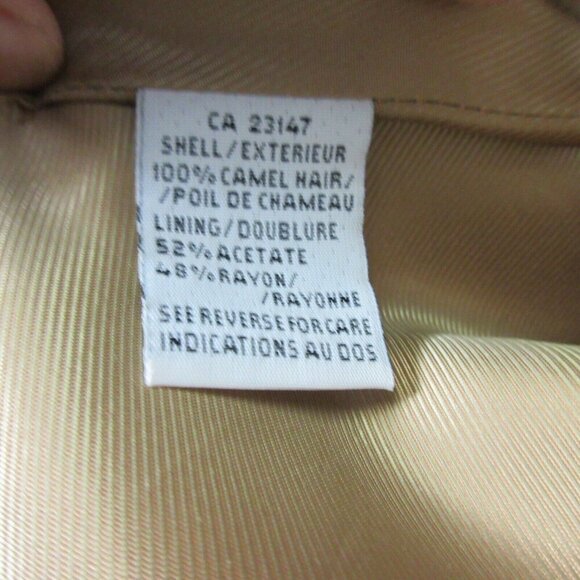 CA 23147
SHELL/EXTERIEUR
100% CAMEL HAIR/
/POIL DE CHAMEAU
LINING/DOUBLURE
52% ACETATE
48% RAYON/
/RAYONNE
SEE REVERSE FOR CARE
INDICATIONS AU DOS